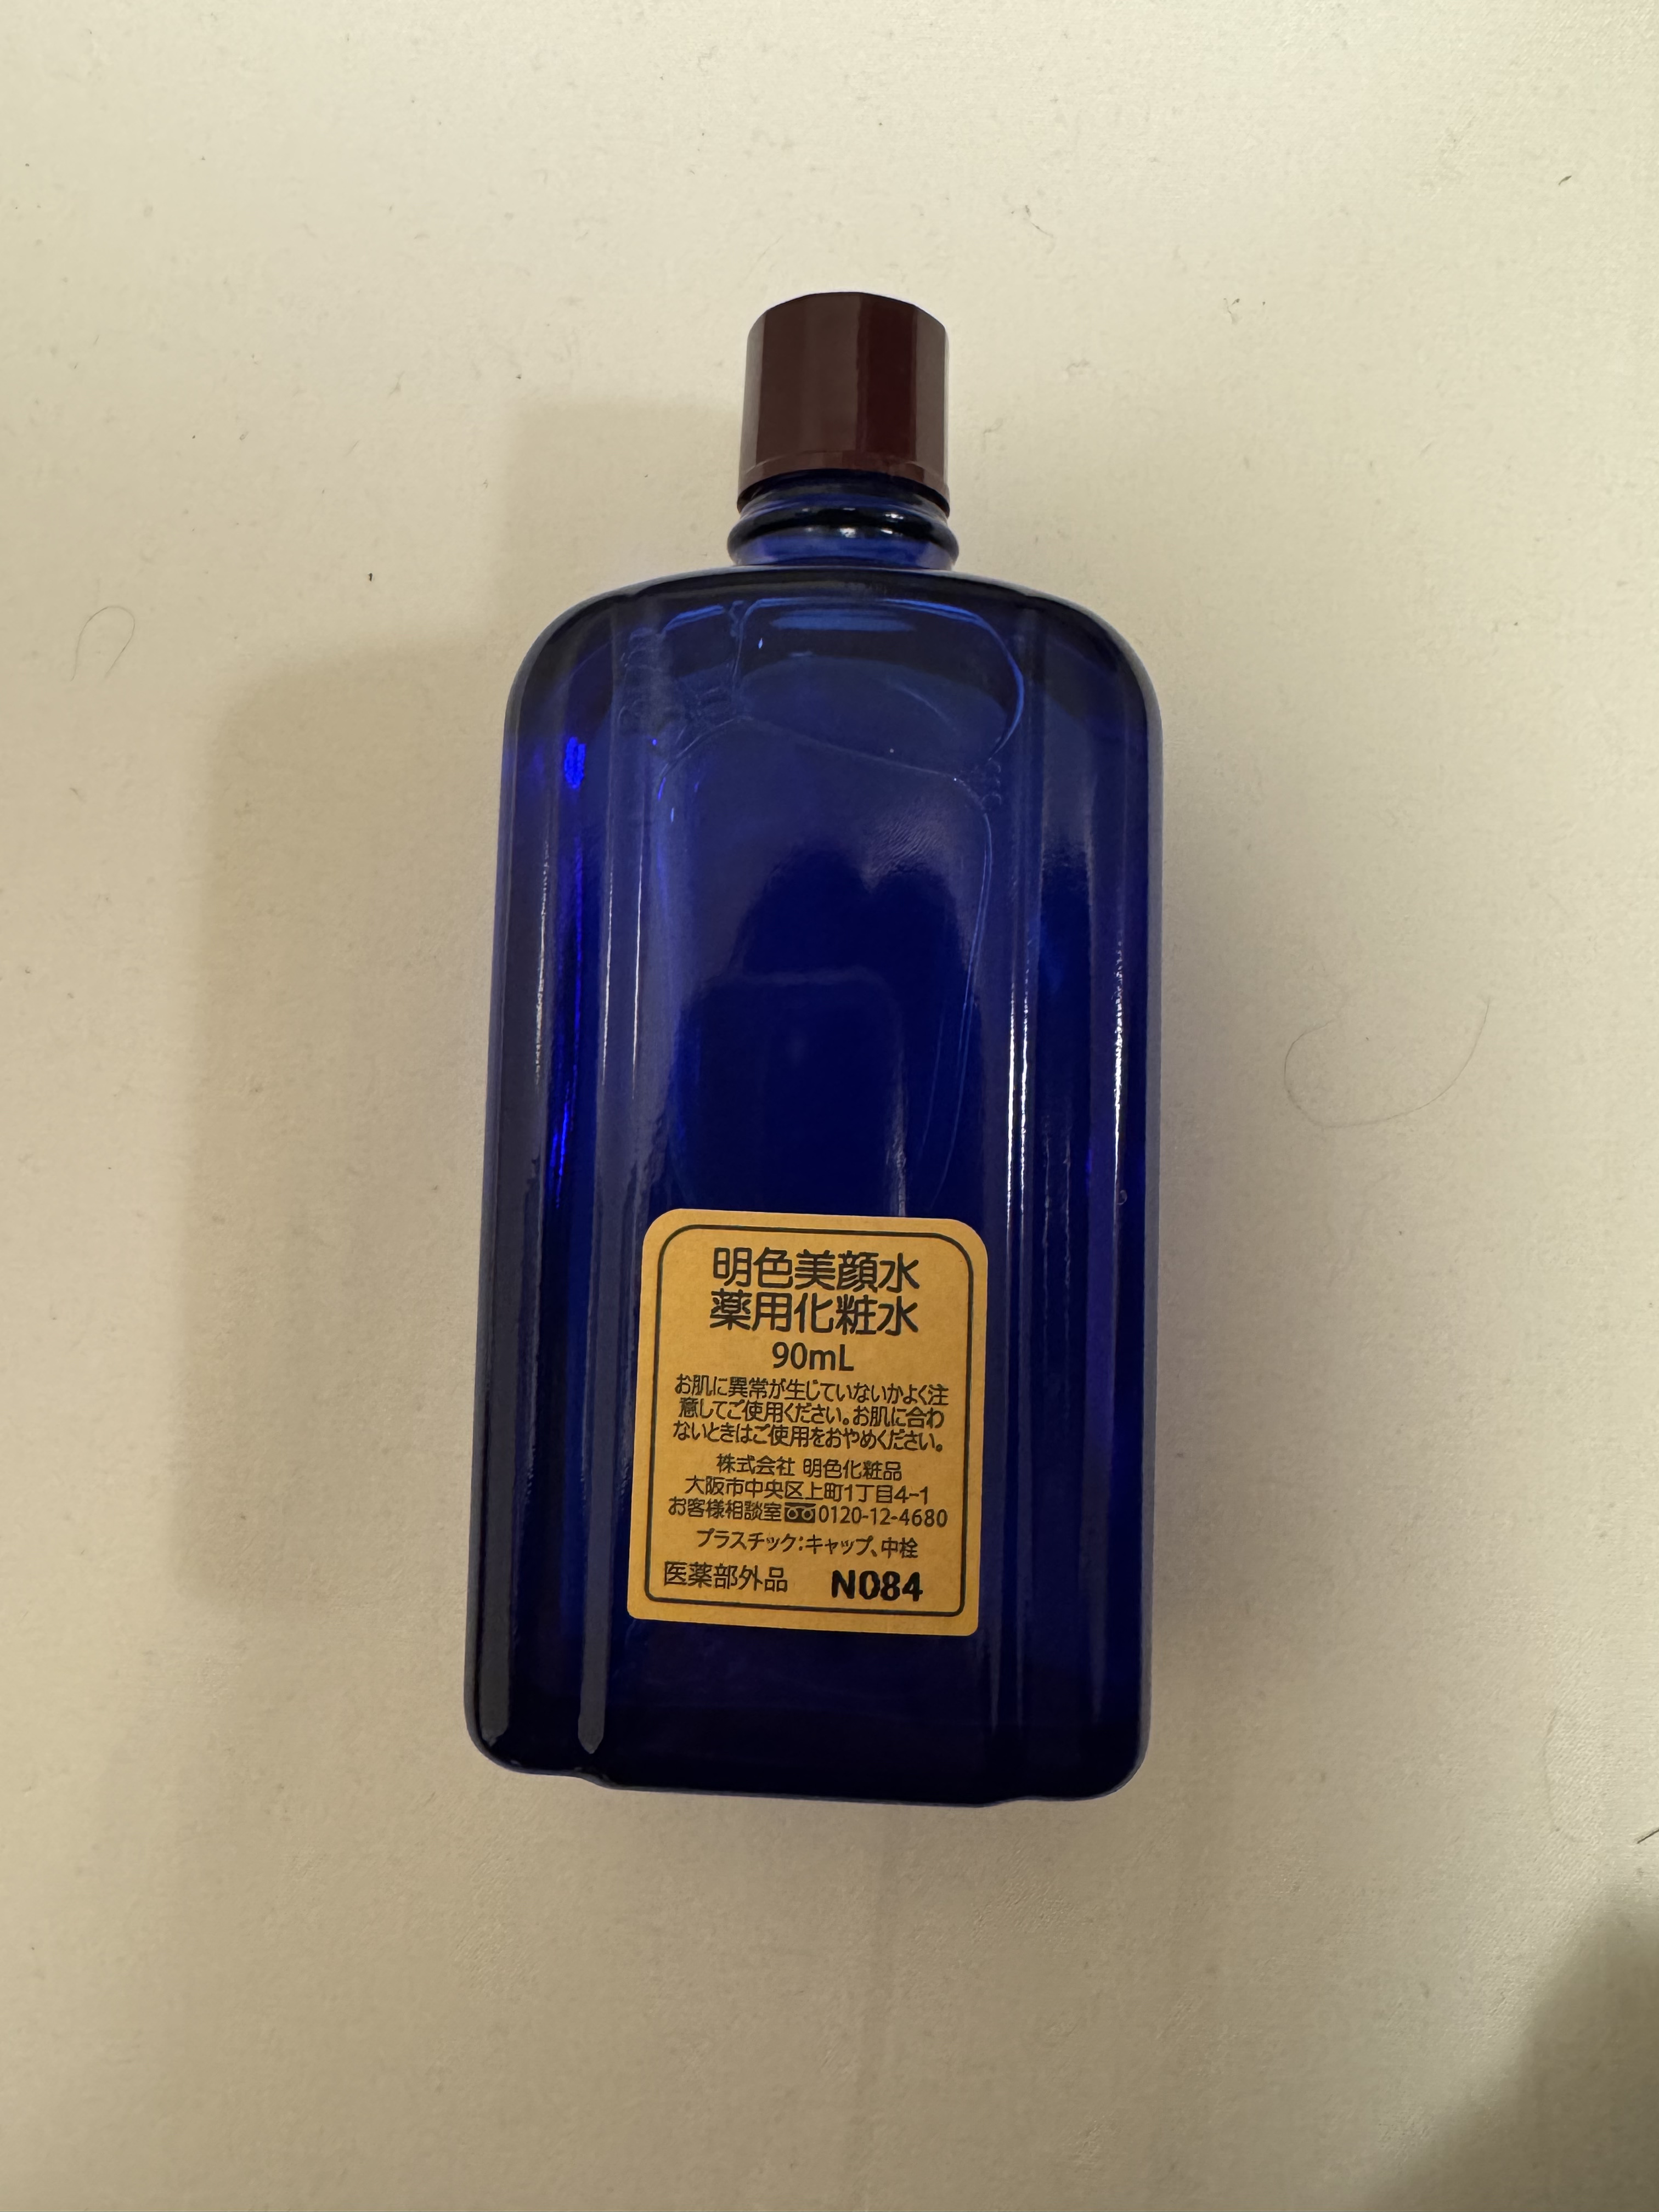 明色美顔水
薬用化粧水
90mL
お肌に異常が生じていないかよく注
意してご使用ください。お肌に合わ
ないときはご使用をおやめください。
株式会社 明色化粧品
大阪市中央区上町1丁目4-1
お客様相談室 0120-12-4680
プラスチック:キャップ、中栓
医薬部外品 N084